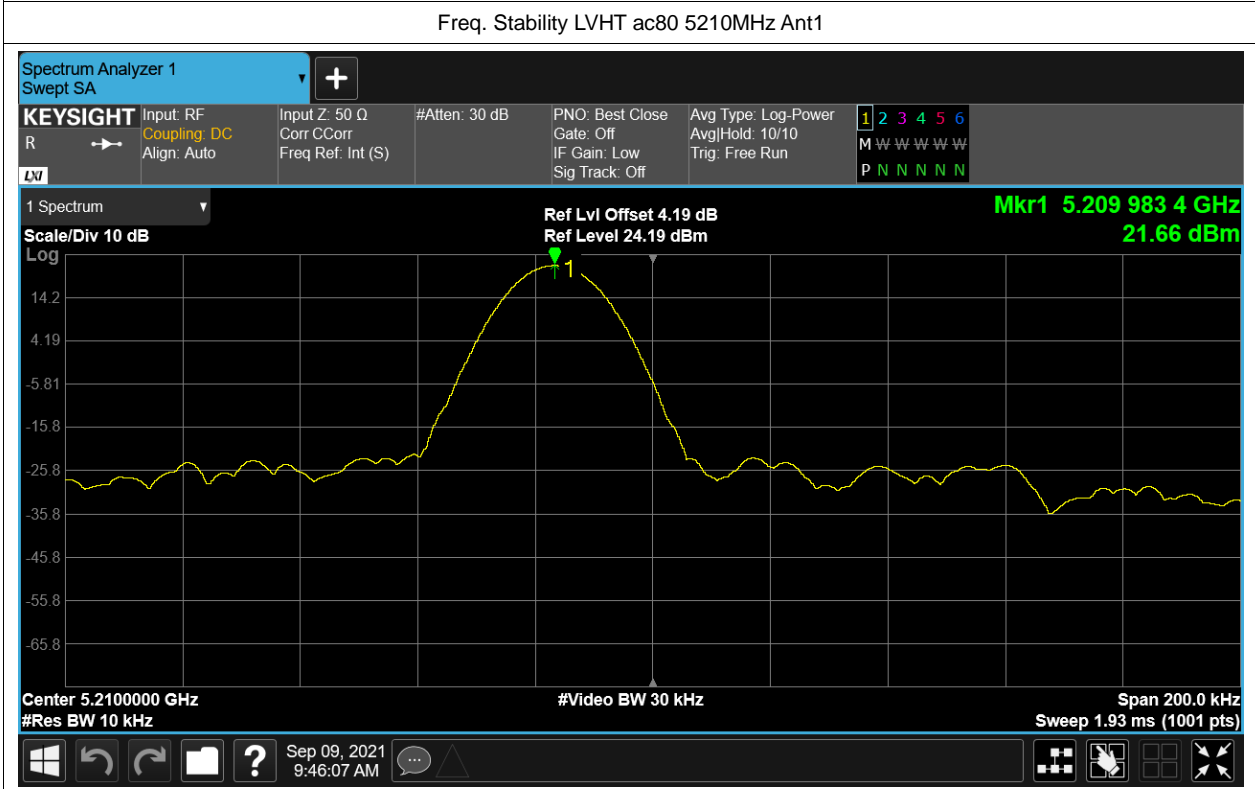 Freq. Stability LVHT ac80 5210MHz Ant1
Spectrum Analyzer 1
Swept SA
KEYSIGHT
R
LXI
Input: RF
Coupling: DC
Align: Auto
Input Z: 50 Ω
Corr CCorr
Freq Ref: Int (S)
#Atten: 30 dB
PNO: Best Close
Gate: Off
IF Gain: Low
Sig Track: Off
Avg Type: Log-Power
Avg|Hold: 10/10
Trig: Free Run
1 2 3 4 5 6
M W W W W W
P N N N N N
1 Spectrum
Scale/Div 10 dB
Ref Lvl Offset 4.19 dB
Ref Level 24.19 dBm
Mkr1 5.209 983 4 GHz
21.66 dBm
Log
1
14.2
4.19
-5.81
-15.8
-25.8
-35.8
-45.8
-55.8
-65.8
Center 5.2100000 GHz
#Res BW 10 kHz
#Video BW 30 kHz
Span 200.0 kHz
Sweep 1.93 ms (1001 pts)
?
Sep 09, 2021
9:46:07 AM